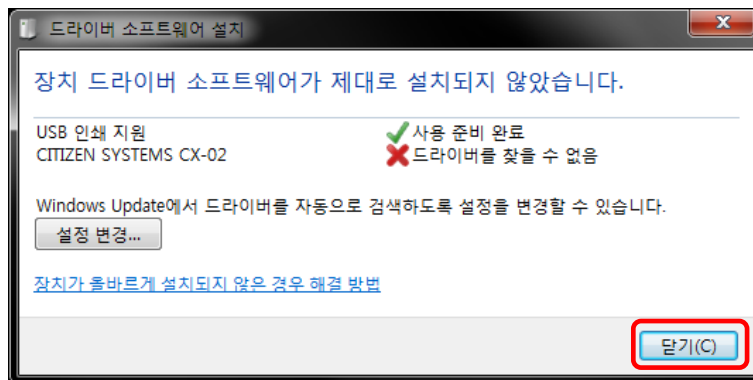 드라이버 소프트웨어 설치
장치 드라이버 소프트웨어가 제대로 설치되지 않았습니다.
USB 인쇄 지원 사용 준비 완료
CITIZEN SYSTEMS CX-02 드라이버를 찾을 수 없음
Windows Update에서 드라이버를 자동으로 검색하도록 설정을 변경할 수 있습니다.
설정 변경...
장치가 올바르게 설치되지 않은 경우 해결 방법
닫기(C)